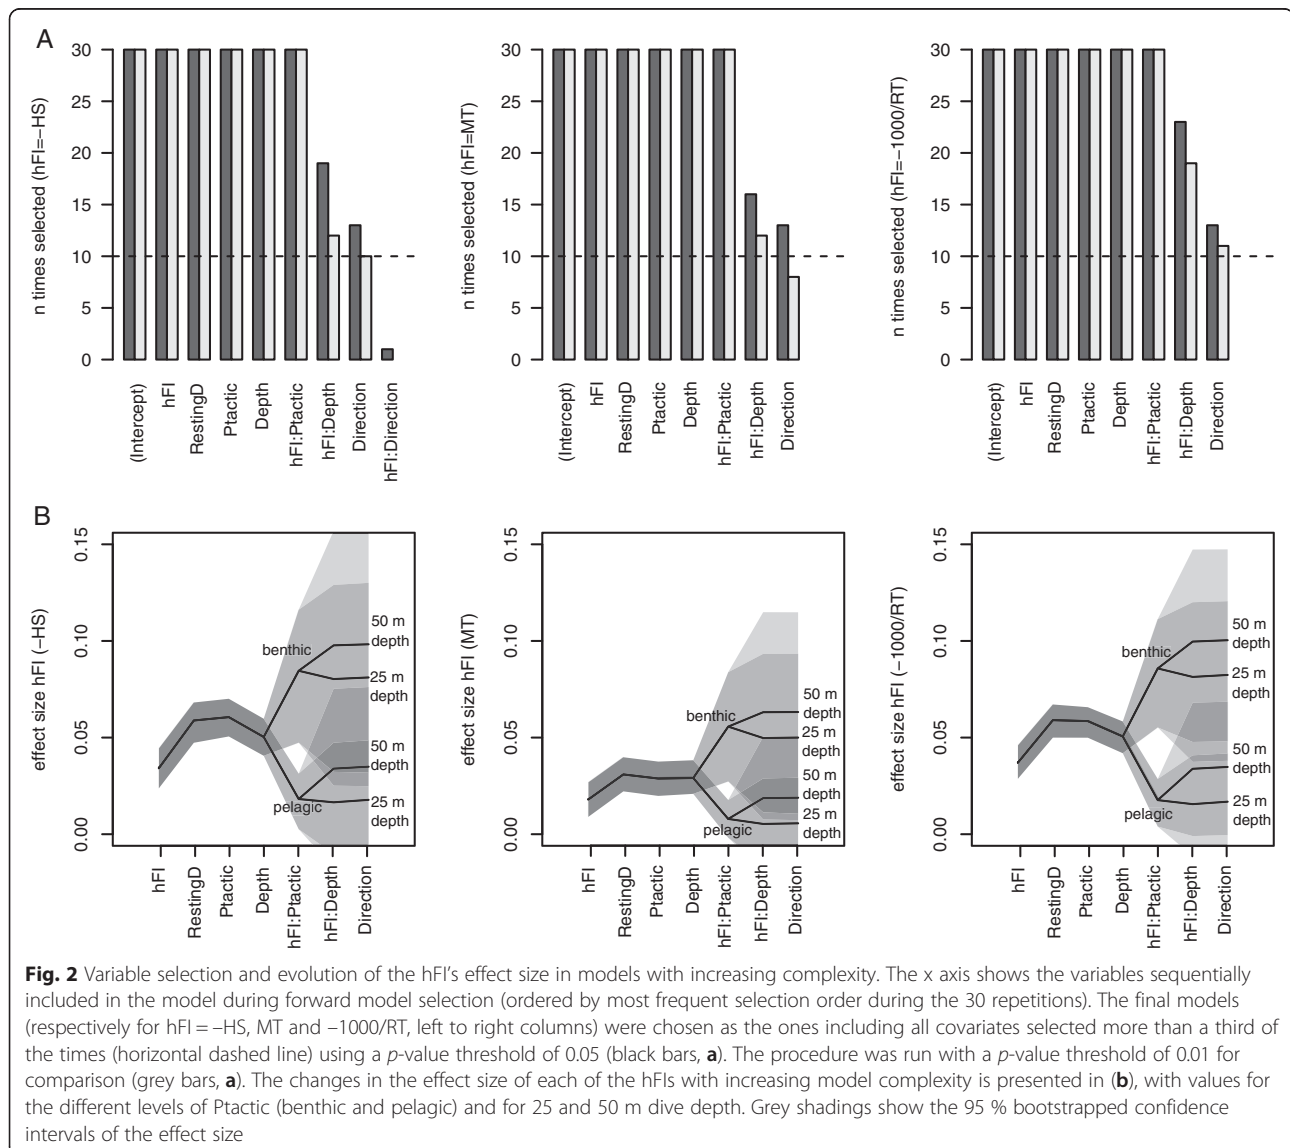 A
n times selected (hFI=−HS)
30
25
20
15
10
5
0
(Intercept)
hFI
RestingD
Ptactic
Depth
hFI:Ptactic
hFI:Depth
Direction
hFI:Direction
n times selected (hFI=MT)
30
25
20
15
10
5
0
(Intercept)
hFI
RestingD
Ptactic
Depth
hFI:Ptactic
hFI:Depth
Direction
n times selected (hFI=−1000/RT)
30
25
20
15
10
5
0
(Intercept)
hFI
RestingD
Ptactic
Depth
hFI:Ptactic
hFI:Depth
Direction
B
effect size hFI (−HS)
0.15
0.10
0.05
0.00
benthic
pelagic
50 m
depth
25 m
depth
50 m
depth
25 m
depth
hFI
RestingD
Ptactic
Depth
hFI:Ptactic
hFI:Depth
Direction
effect size hFI (MT)
0.15
0.10
0.05
0.00
benthic
pelagic
50 m
depth
25 m
depth
50 m
depth
25 m
depth
hFI
RestingD
Ptactic
Depth
hFI:Ptactic
hFI:Depth
Direction
effect size hFI (−1000/RT)
0.15
0.10
0.05
0.00
benthic
pelagic
50 m
depth
25 m
depth
50 m
depth
25 m
depth
hFI
RestingD
Ptactic
Depth
hFI:Ptactic
hFI:Depth
Direction
Fig. 2 Variable selection and evolution of the hFI's effect size in models with increasing complexity. The x axis shows the variables sequentially
included in the model during forward model selection (ordered by most frequent selection order during the 30 repetitions). The final models
(respectively for hFI = –HS, MT and –1000/RT, left to right columns) were chosen as the ones including all covariates selected more than a third of
the times (horizontal dashed line) using a p-value threshold of 0.05 (black bars, a). The procedure was run with a p-value threshold of 0.01 for
comparison (grey bars, a). The changes in the effect size of each of the hFIs with increasing model complexity is presented in (b), with values for
the different levels of Ptactic (benthic and pelagic) and for 25 and 50 m dive depth. Grey shadings show the 95 % bootstrapped confidence
intervals of the effect size